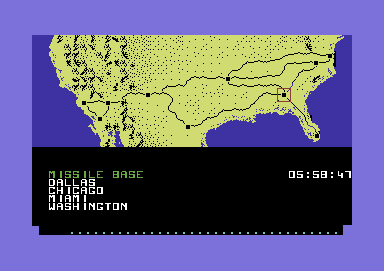 MISSILE BASE 05:58:47
DALLAS
CHICAGO
MIAMI
WASHINGTON